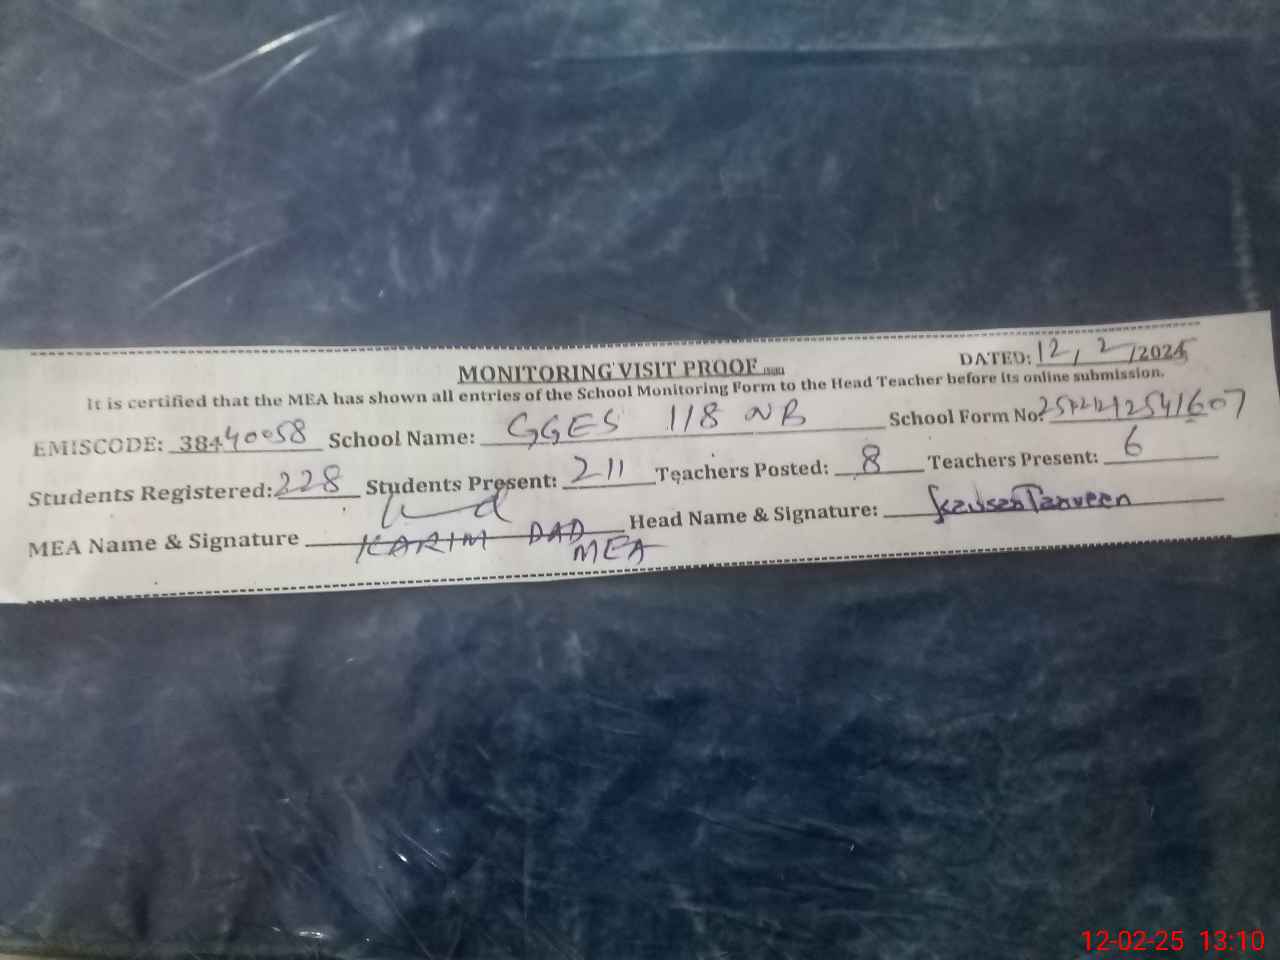 MONITORING VISIT PROOF
DATED: 12/2/2025
It is certified that the MEA has shown all entries of the School Monitoring Form to the Head Teacher before its online submission.
EMISCODE: 38440058 School Name: GGES 118 NB School Form No:
Students Registered: 228 Students Present: 211 Teachers Posted: 8 Teachers Present: 6
MEA Name & Signature KARIM DAD Head Name & Signature: Kausar Tanveer
MEA
12-02-25 13:10